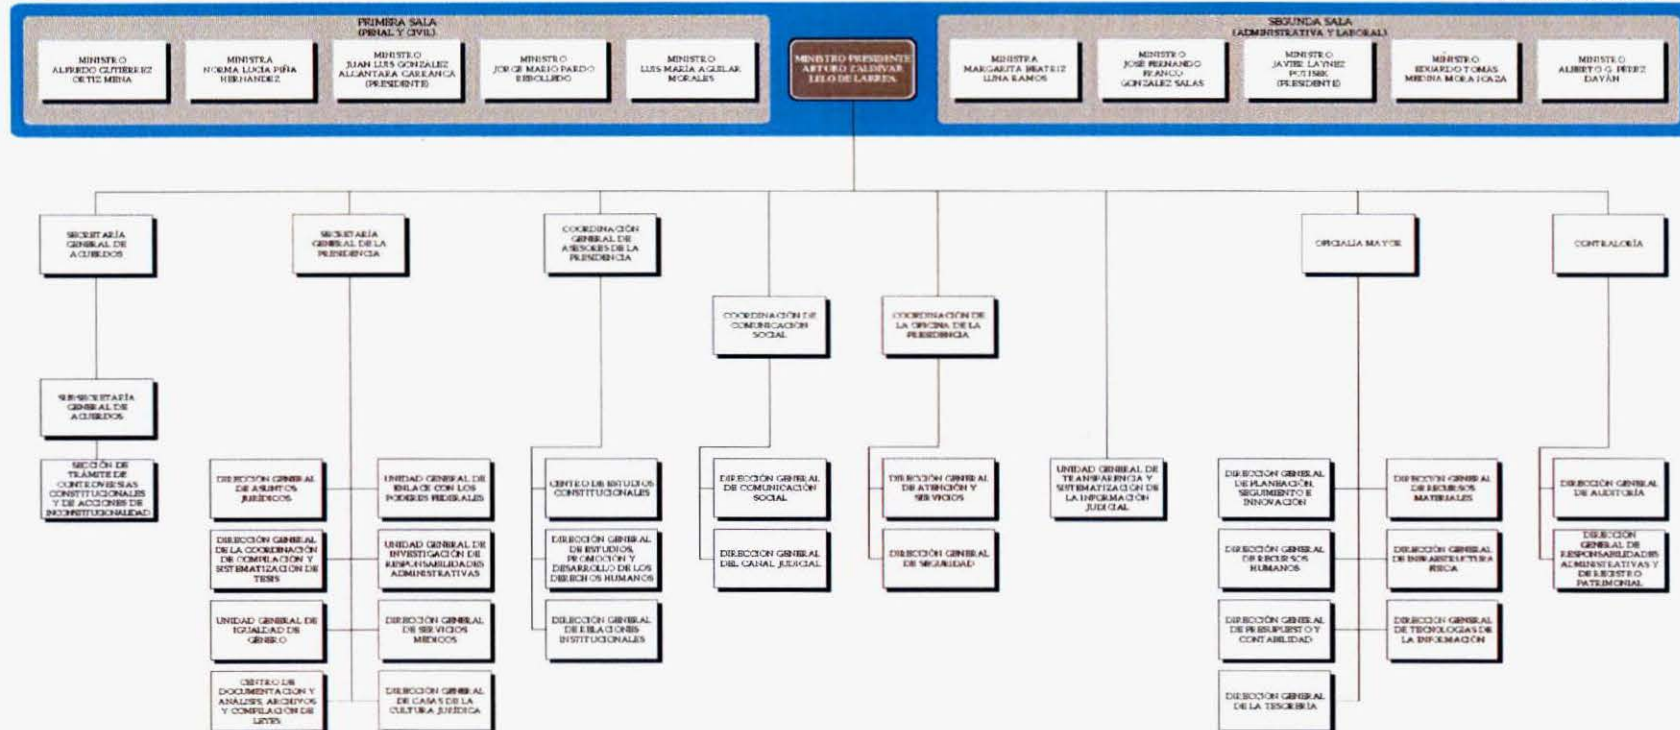 PRIMERA SALA
(PENAL Y CIVIL)
MINISTRO
ALFREDO GUTIÉRREZ
ORTIZ MENA
MINISTRA
NORMA LUCIA PIÑA
HERNANDEZ
MINISTRO
JUAN LUIS GONZÁLEZ
ALCÁNTARA CARRANCA
(PRESIDENTE)
MINISTRO
JORGE MARIO PARDO
REBOLLEDO
MINISTRO
LUIS MARÍA AGUILAR
MORALES
MINISTRO PRESIDENTE
ARTURO ZALDIVAR
LELO DE LARREA
SEGUNDA SALA
(ADMINISTRATIVA Y LABORAL)
MINISTRA
MARGARITA BEATRIZ
LUNA RAMOS
MINISTRO
JOSÉ FERNANDO
FRANCO
GONZÁLEZ SALAS
MINISTRO
JAVIER LAYNEZ
POTISEK
(PRESIDENTE)
MINISTRO
EDUARDO TOMÁS
MEDINA MORA ICAZA
MINISTRO
ALBERTO G. PÉREZ
DAYÁN
SECRETARÍA
GENERAL DE
ACUERDOS
SECRETARÍA
GENERAL DE LA
PRESIDENCIA
COORDINACIÓN
GENERAL DE
ASESORES DE LA
PRESIDENCIA
OFICIALIA MAYOR
CONTRALORÍA
COORDINACIÓN DE
COMUNICACIÓN
SOCIAL
COORDINACIÓN DE
LA OFICINA DE LA
PRESIDENCIA
SUBSECRETARÍA
GENERAL DE
ACUERDOS
SECCIÓN DE
TRÁMITE DE
CONTROVERSIAS
CONSTITUCIONALES
Y DE ACCIONES DE
INCONSTITUCIONALIDAD
DIRECCIÓN GENERAL
DE ASUNTOS
JURÍDICOS
UNIDAD GENERAL DE
ENLACE CON LOS
PODERES FEDERALES
CENTRO DE ESTUDIOS
CONSTITUCIONALES
DIRECCIÓN GENERAL
DE COMUNICACIÓN
SOCIAL
DIRECCIÓN GENERAL
DE ATENCIÓN Y
SERVICIOS
UNIDAD GENERAL DE
TRANSPARENCIA Y
SISTEMATIZACIÓN DE
LA INFORMACIÓN
JUDICIAL
DIRECCIÓN GENERAL
DE PLANEACIÓN,
SEGUIMIENTO E
INNOVACIÓN
DIRECCIÓN GENERAL
DE RECURSOS
MATERIALES
DIRECCIÓN GENERAL
DE AUDITORÍA
DIRECCIÓN GENERAL
DE LA COORDINACIÓN
DE COMPILACIÓN Y
SISTEMATIZACIÓN DE
TESIS
UNIDAD GENERAL DE
INVESTIGACIÓN DE
RESPONSABILIDADES
ADMINISTRATIVAS
DIRECCIÓN GENERAL
DE ESTUDIOS,
PROMOCIÓN Y
DESARROLLO DE LOS
DERECHOS HUMANOS
DIRECCION GENERAL
DEL CANAL JUDICIAL
DIRECCIÓN GENERAL
DE SEGURIDAD
DIRECCIÓN GENERAL
DE RECURSOS
HUMANOS
DIRECCIÓN GENERAL
DE INFRAESTRUCTURA
FÍSICA
DIRECCIÓN
GENERAL DE
RESPONSABILIDADES
ADMINISTRATIVAS Y
DE REGISTRO
PATRIMONIAL
UNIDAD GENERAL DE
IGUALDAD DE
GÉNERO
DIRECCIÓN GENERAL
DE SERVICIOS
MÉDICOS
DIRECCIÓN GENERAL
DE RELACIONES
INSTITUCIONALES
DIRECCIÓN GENERAL
DE PRESUPUESTO Y
CONTABILIDAD
DIRECCIÓN GENERAL
DE TECNOLOGÍAS DE
LA INFORMACIÓN
CENTRO DE
DOCUMENTACIÓN Y
ANÁLISIS, ARCHIVOS
Y COMPILACIÓN DE
LEYES
DIRECCIÓN GENERAL
DE CASAS DE LA
CULTURA JURÍDICA
DIRECCIÓN GENERAL
DE LA TESORERÍA